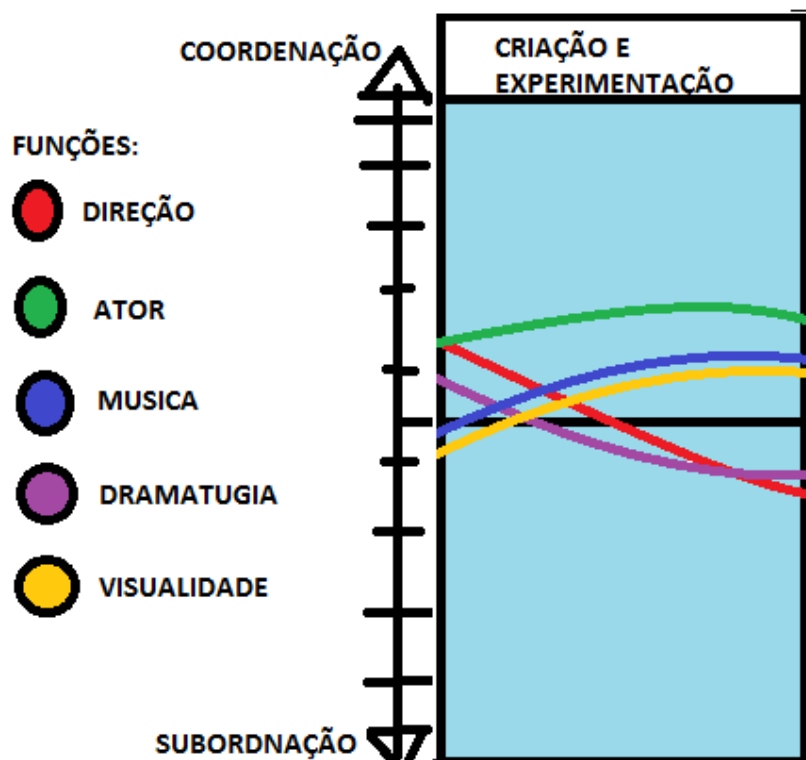 COORDENAÇÃO
CRIAÇÃO E
EXPERIMENTAÇÃO
FUNÇÕES:
DIREÇÃO
ATOR
MUSICA
DRAMATUGIA
VISUALIDADE
SUBORDNAÇÃO